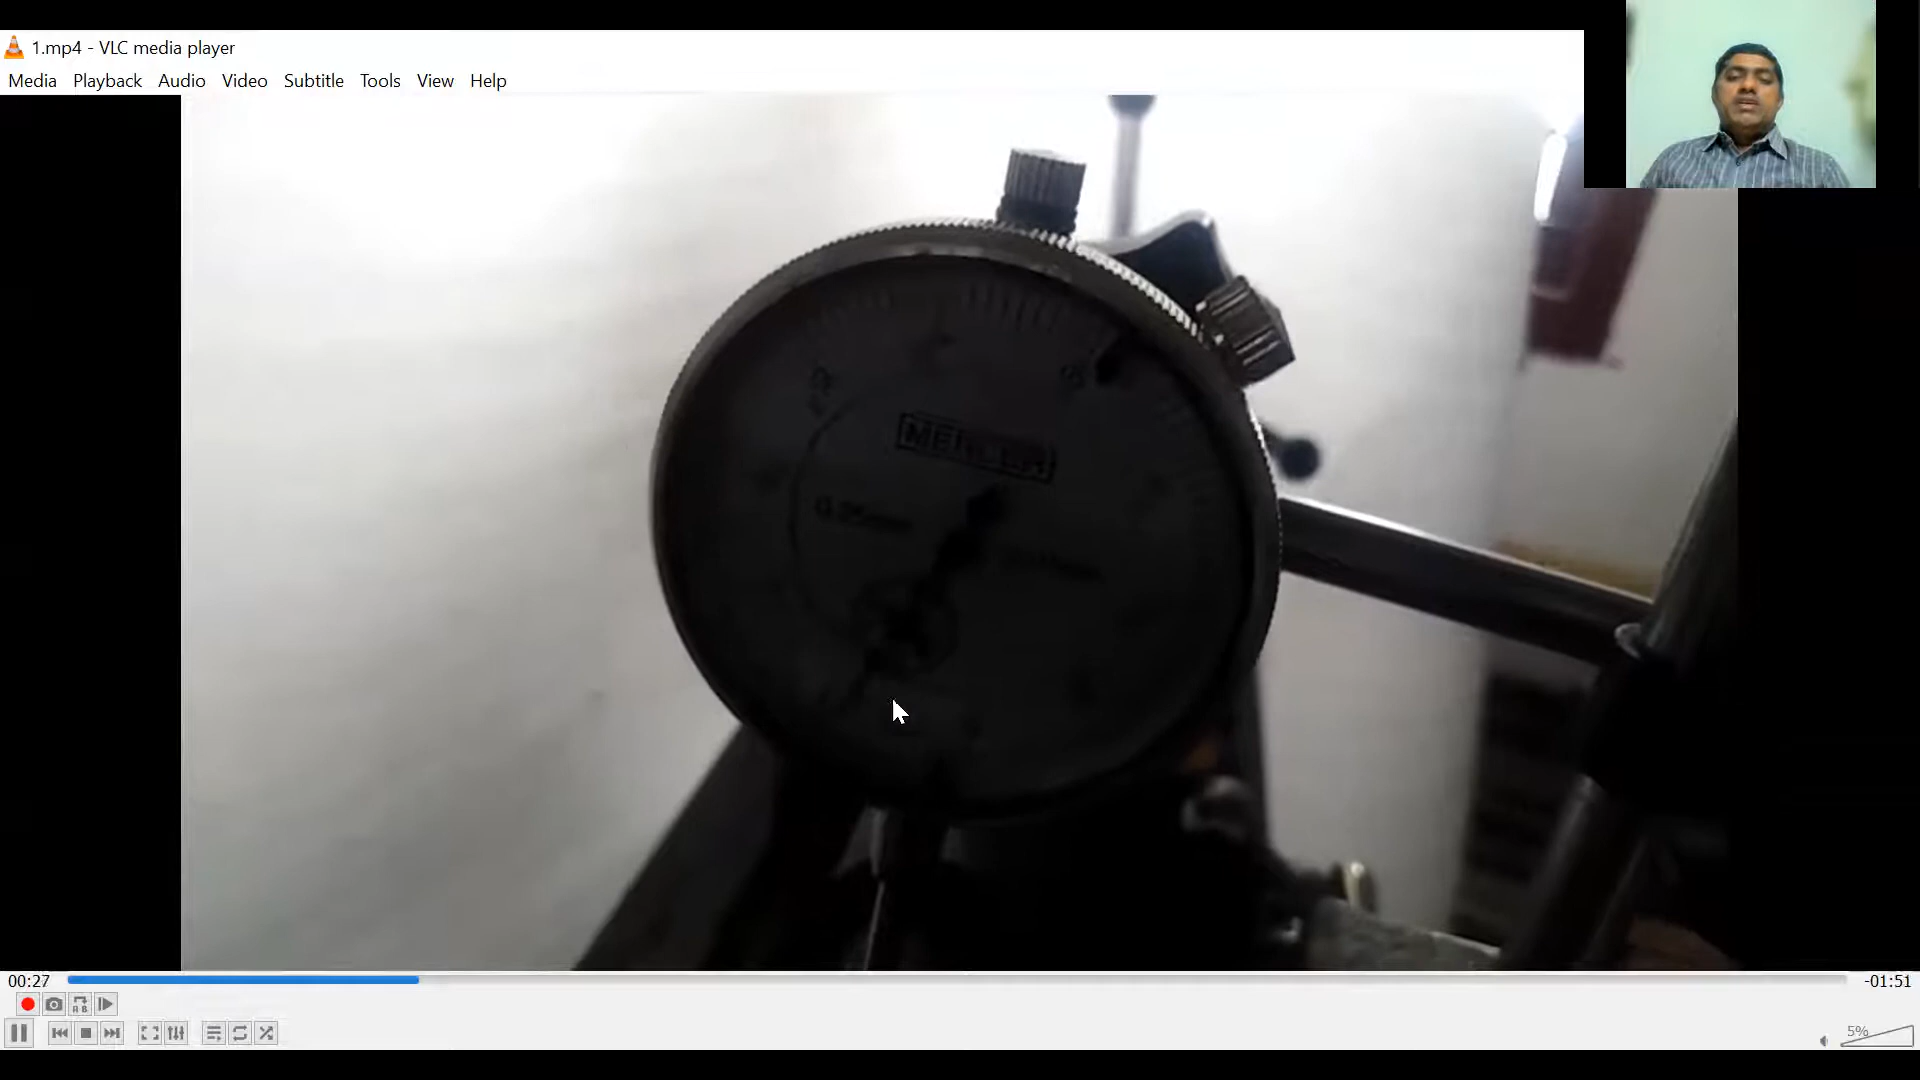 1.mp4 - VLC media player
Media Playback Audio Video Subtitle Tools View Help
00:27
-01:51
5%